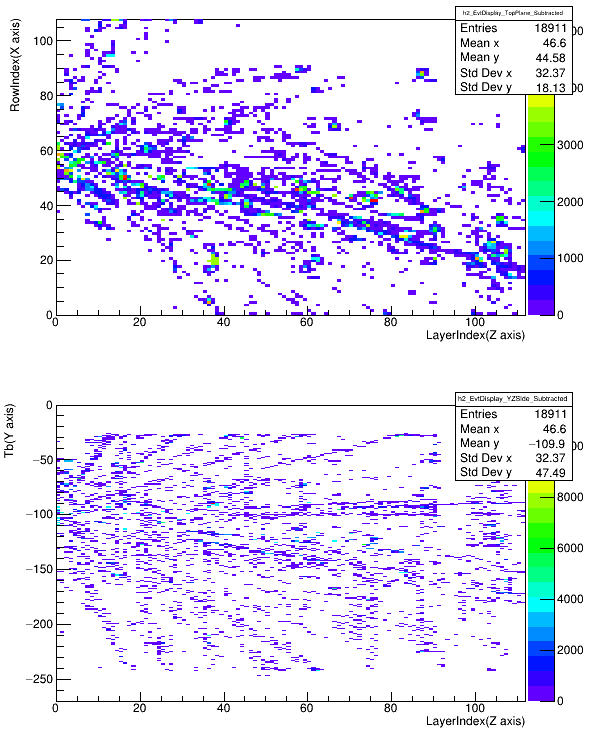 h2_EvtDisplay_TopPlane_Subtracted
Entries 18911
Mean x 46.6
Mean y 44.58
Std Dev x 32.37
Std Dev y 18.13
RowIndex(X axis)
100
80
60
40
20
0
0 20 40 60 80 100
LayerIndex(Z axis)
00
00
3000
2000
1000
0
h2_EvtDisplay_YZSIde_Subtracted
Entries 18911
Mean x 46.6
Mean y −109.9
Std Dev x 32.37
Std Dev y 47.49
Tb(Y axis)
0
−50
−100
−150
−200
−250
0 20 40 60 80 100
LayerIndex(Z axis)
00
8000
6000
4000
2000
0